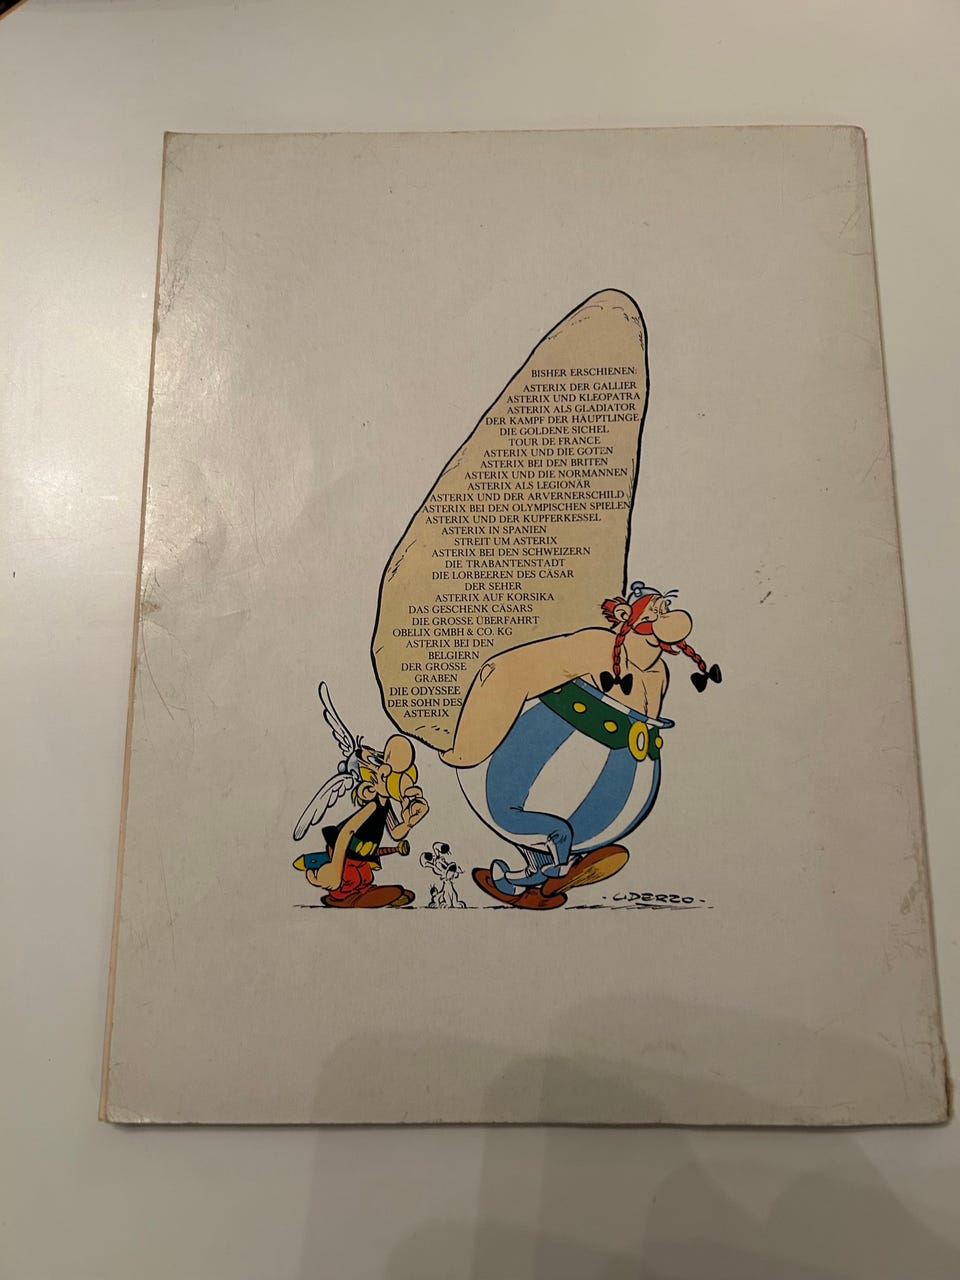 BISHER ERSCHIENEN:
ASTERIX DER GALLIER
ASTERIX UND KLEOPATRA
ASTERIX ALS GLADIATOR
DER KAMPF DER HÄUPTLINGE
DIE GOLDENE SICHEL
TOUR DE FRANCE
ASTERIX UND DIE GOTEN
ASTERIX BEI DEN BRITEN
ASTERIX UND DIE NORMANNEN
ASTERIX ALS LEGIONÄR
ASTERIX UND DER ARVERNERSCHILD
ASTERIX BEI DEN OLYMPISCHEN SPIELEN
ASTERIX UND DER KUPFERKESSEL
ASTERIX IN SPANIEN
STREIT UM ASTERIX
ASTERIX BEI DEN SCHWEIZERN
DIE TRABANTENSTADT
DIE LORBEEREN DES CÄSAR
DER SEHER
ASTERIX AUF KORSIKA
DAS GESCHENK CÄSARS
DIE GROSSE ÜBERFAHRT
OBELIX GMBH & CO. KG
ASTERIX BEI DEN
BELGIERN
DER GROSSE
GRABEN
DIE ODYSSEE
DER SOHN DES
ASTERIX
- UDERZO -